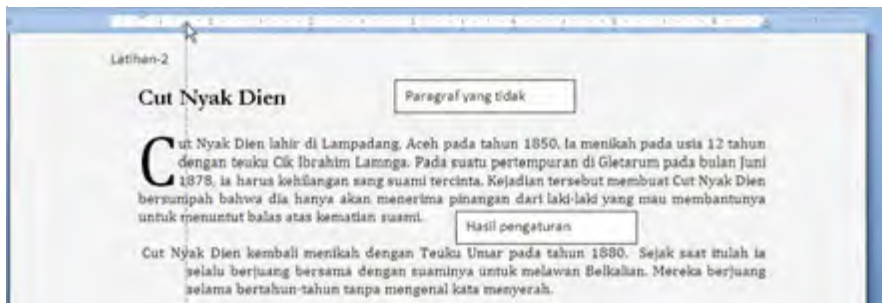 Latihan-2
Cut Nyak Dien
Paragraf yang tidak
Cut Nyak Dien lahir di Lampadang, Aceh pada tahun 1850. Ia menikah pada usia 12 tahun
dengan teuku Cik Ibrahim Lamnga. Pada suatu pertempuran di Gletarum pada bulan Juni
1878, ia harus kehilangan sang suami tercinta. Kejadian tersebut membuat Cut Nyak Dien
bersumpah bahwa dia hanya akan menerima pinangan dari laki-laki yang mau membantunya
untuk menuntut balas atas kematian suami.
Hasil pengaturan
Cut Nyak Dien kembali menikah dengan Teuku Umar pada tahun 1880. Sejak saat itulah ia
selalu berjuang bersama dengan suaminya untuk melawan Belkalian. Mereka berjuang
selama bertahun-tahun tanpa mengenal kata menyerah.